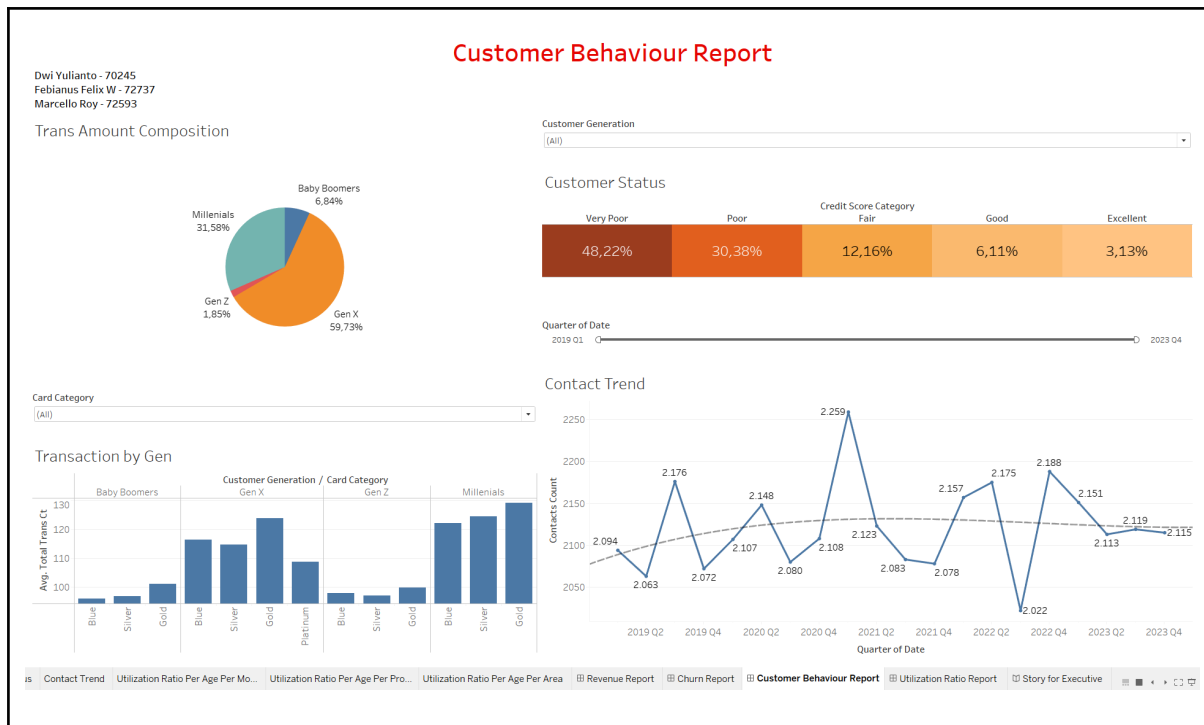 Customer Behaviour Report
Dwi Yulianto - 70245
Febianus Felix W - 72737
Marcello Roy - 72593
Trans Amount Composition
Baby Boomers
6,84%
Millenials
31,58%
Gen Z
1,85%
Gen X
59,73%
Customer Generation
(All)
Customer Status
Credit Score Category
Very Poor Poor Fair Good Excellent
48,22% 30,38% 12,16% 6,11% 3,13%
Quarter of Date
2019 Q1 2023 Q4
Card Category
(All)
Transaction by Gen
Customer Generation / Card Category
Baby Boomers Gen X Gen Z Millenials
Avg. Total Trans Ct
130
120
110
100
Blue Silver Gold Blue Silver Gold Platinum Blue Silver Gold Blue Silver Gold
Contact Trend
Contacts Count
2250
2200
2150
2100
2050
2.094
2.063
2.176
2.072
2.107
2.148
2.080
2.108
2.259
2.123
2.083
2.078
2.157
2.175
2.022
2.188
2.151
2.113
2.119
2.115
2019 Q2 2019 Q4 2020 Q2 2020 Q4 2021 Q2 2021 Q4 2022 Q2 2022 Q4 2023 Q2 2023 Q4
Quarter of Date
us Contact Trend Utilization Ratio Per Age Per Mo... Utilization Ratio Per Age Per Pro... Utilization Ratio Per Age Per Area Revenue Report Churn Report Customer Behaviour Report Utilization Ratio Report Story for Executive